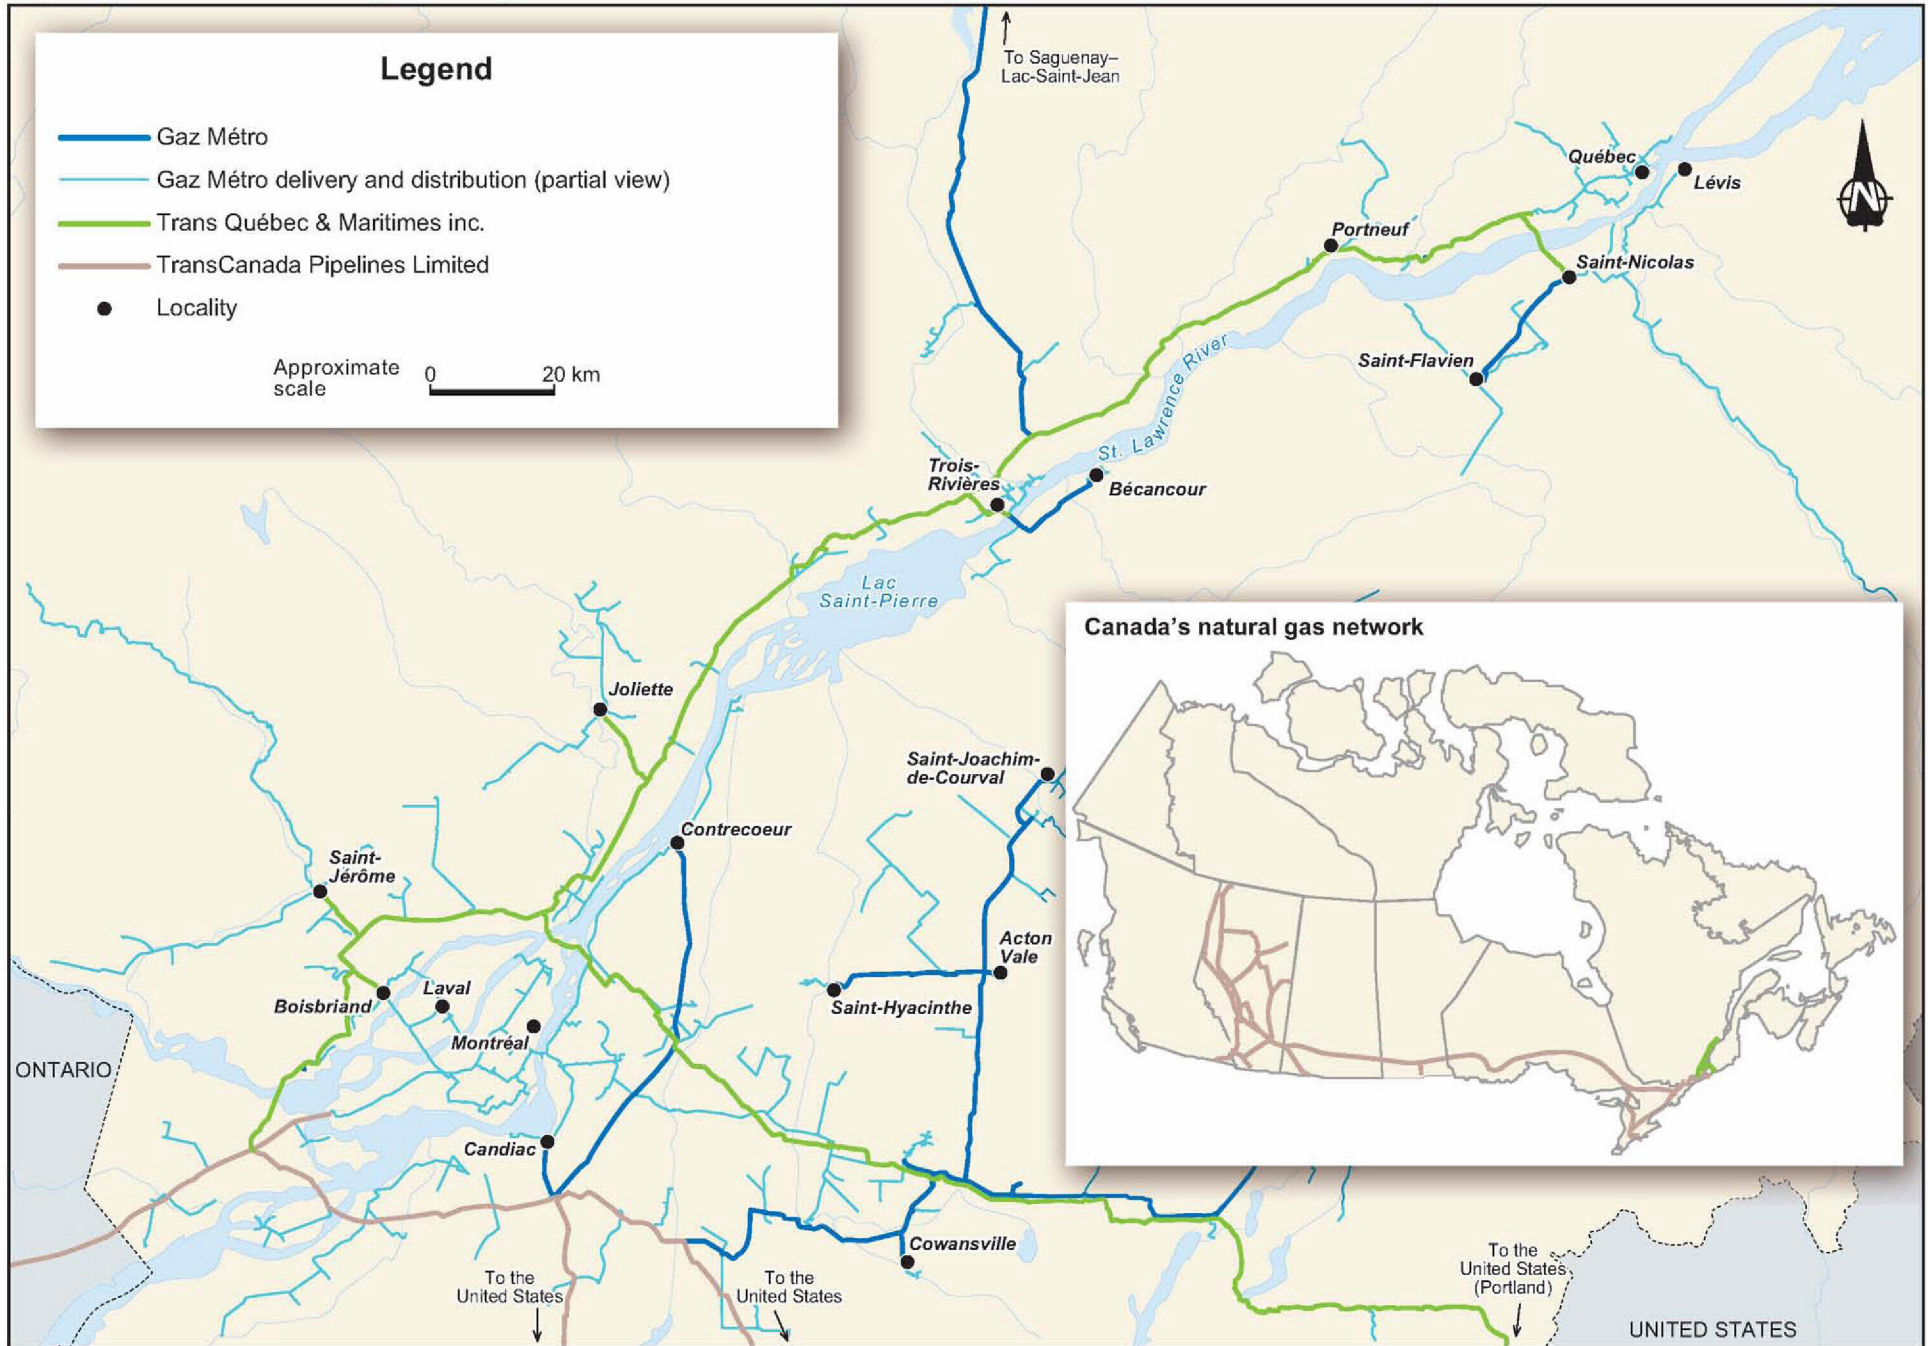 Legend
Gaz Métro
Gaz Métro delivery and distribution (partial view)
Trans Québec & Maritimes inc.
TransCanada Pipelines Limited
Locality
Approximate
scale
0
20 km
To Saguenay–
Lac-Saint-Jean
Québec
Lévis
N
Portneuf
Saint-Nicolas
Saint-Flavien
St. Lawrence River
Trois-
Rivières
Bécancour
Lac
Saint-Pierre
Joliette
Saint-Joachim-
de-Courval
Contrecoeur
Saint-
Jérôme
Acton
Vale
Boisbriand
Laval
Saint-Hyacinthe
Montréal
ONTARIO
Candiac
Cowansville
To the
United States
To the
United States
To the
United States
(Portland)
UNITED STATES
Canada's natural gas network